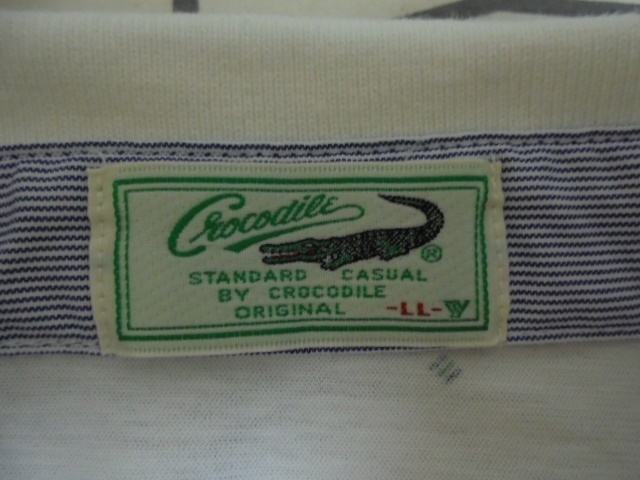 Crocodile
®
STANDARD CASUAL
BY CROCODILE
ORIGINAL -LL-